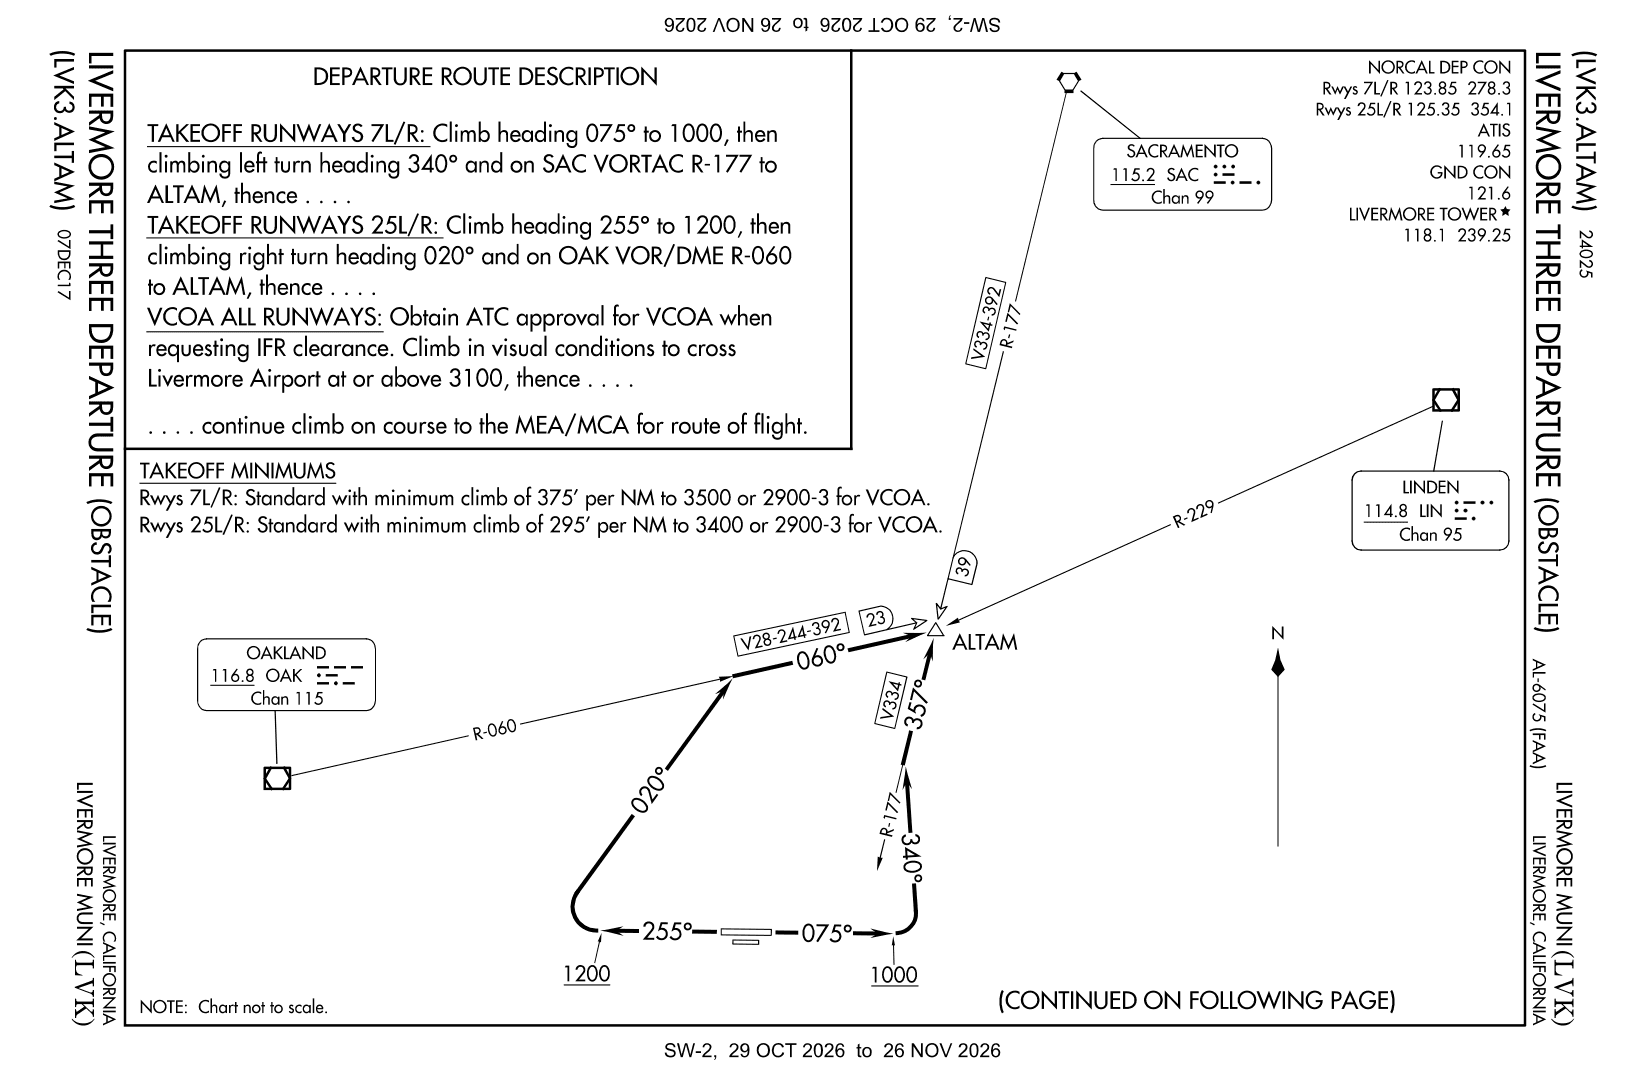 SW-2, 29 OCT 2026 to 26 NOV 2026
LIVERMORE THREE DEPARTURE (OBSTACLE)
(LVK3.ALTAM) 07DEC17
LIVERMORE, CALIFORNIA
LIVERMORE MUNI (LVK)
DEPARTURE ROUTE DESCRIPTION
TAKEOFF RUNWAYS 7L/R: Climb heading 075° to 1000, then
climbing left turn heading 340° and on SAC VORTAC R-177 to
ALTAM, thence . . . .
TAKEOFF RUNWAYS 25L/R: Climb heading 255° to 1200, then
climbing right turn heading 020° and on OAK VOR/DME R-060
to ALTAM, thence . . . .
VCOA ALL RUNWAYS: Obtain ATC approval for VCOA when
requesting IFR clearance. Climb in visual conditions to cross
Livermore Airport at or above 3100, thence . . . .
. . . . continue climb on course to the MEA/MCA for route of flight.
TAKEOFF MINIMUMS
Rwys 7L/R: Standard with minimum climb of 375' per NM to 3500 or 2900-3 for VCOA.
Rwys 25L/R: Standard with minimum climb of 295' per NM to 3400 or 2900-3 for VCOA.
NORCAL DEP CON
Rwys 7L/R 123.85 278.3
Rwys 25L/R 125.35 354.1
ATIS
119.65
GND CON
121.6
LIVERMORE TOWER★
118.1 239.25
SACRAMENTO
115.2 SAC
Chan 99
V334-392
R-177
39
LINDEN
114.8 LIN
Chan 95
R-229
ALTAM
V28-244-392
23
060°
OAKLAND
116.8 OAK
Chan 115
R-060
V334
357°
R-177
340°
020°
255°
075°
1200
1000
N
NOTE: Chart not to scale.
(CONTINUED ON FOLLOWING PAGE)
LIVERMORE THREE DEPARTURE (OBSTACLE)
(LVK3.ALTAM) 24025
AL-6075 (FAA)
LIVERMORE MUNI (LVK)
LIVERMORE, CALIFORNIA
SW-2, 29 OCT 2026 to 26 NOV 2026